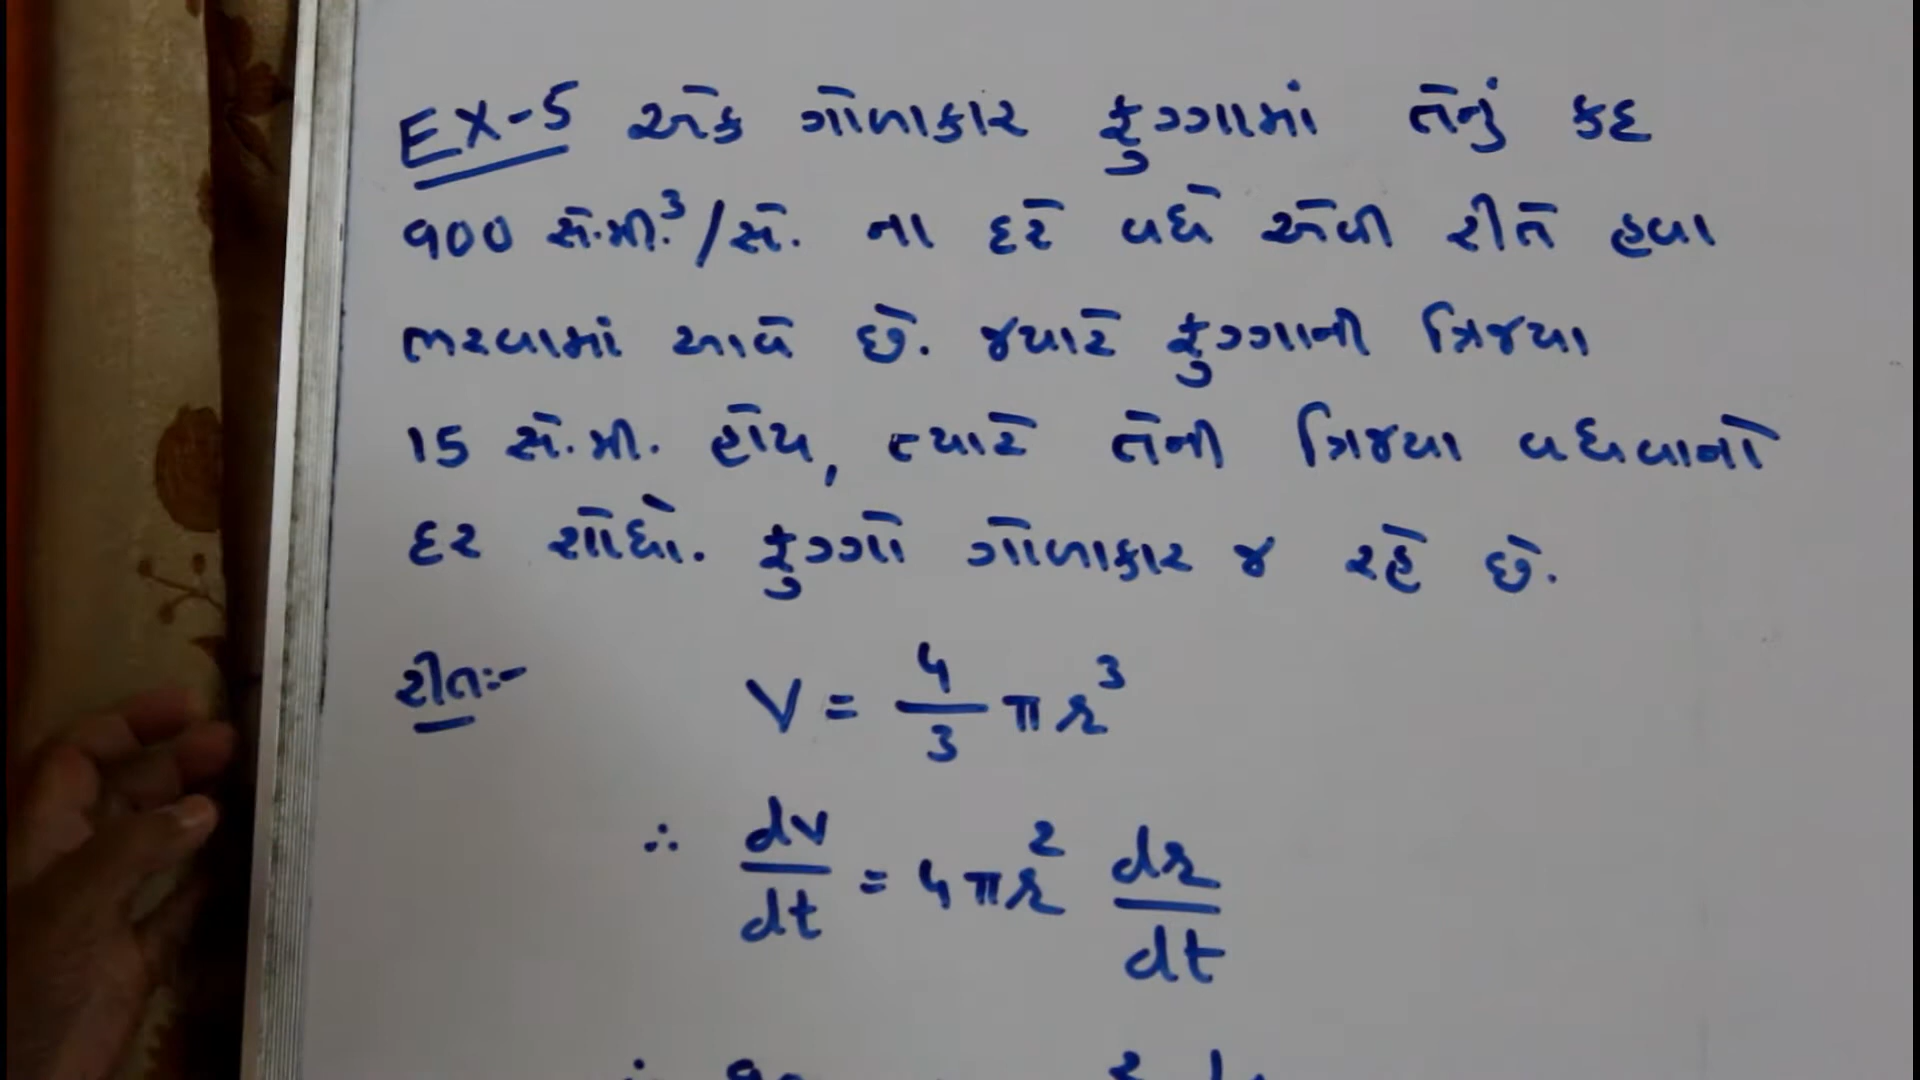 EX-5 એક ગોળાકાર ફુગ્ગામાં તેનું કદ
900 સે.મી.³/સે. ના દરે વધે એવી રીતે હવા
ભરવામાં આવે છે. જ્યારે ફુગ્ગાની ત્રિજ્યા
15 સે.મી. હોય, ત્યારે તેની ત્રિજ્યા વધવાનો
દર શોધો. ફુગ્ગો ગોળાકાર જ રહે છે.
રીત:- V = 4/3 π r³
∴ dv/dt = 4πr² dr/dt